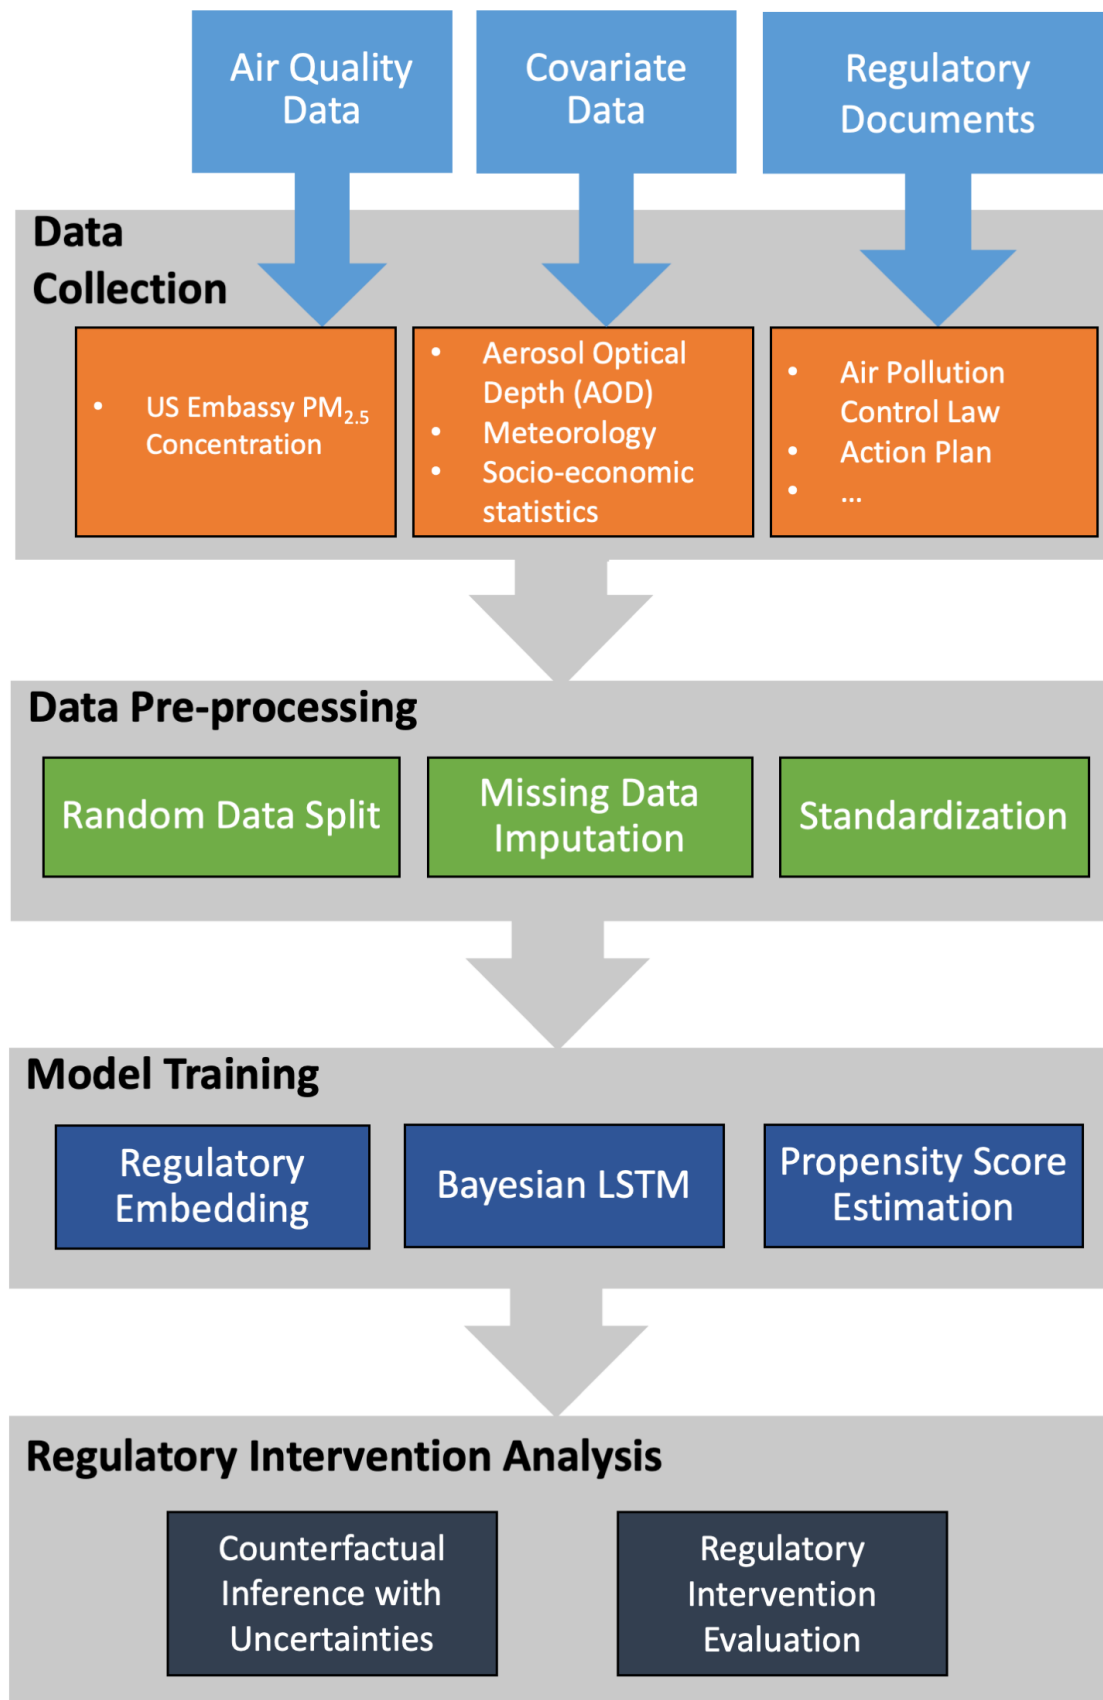 Air Quality
Data
Covariate
Data
Regulatory
Documents
Data
Collection
• US Embassy PM₂.₅
Concentration
• Aerosol Optical
Depth (AOD)
• Meteorology
• Socio-economic
statistics
• Air Pollution
Control Law
• Action Plan
• ...
Data Pre-processing
Random Data Split
Missing Data
Imputation
Standardization
Model Training
Regulatory
Embedding
Bayesian LSTM
Propensity Score
Estimation
Regulatory Intervention Analysis
Counterfactual
Inference with
Uncertainties
Regulatory
Intervention
Evaluation